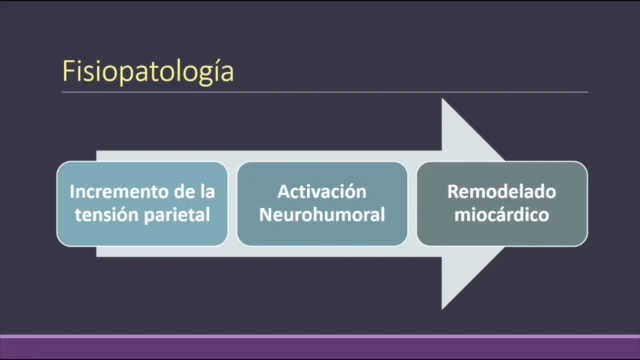 Fisiopatología
Incremento de la
tensión parietal
Activación
Neurohumoral
Remodelado
miocárdico